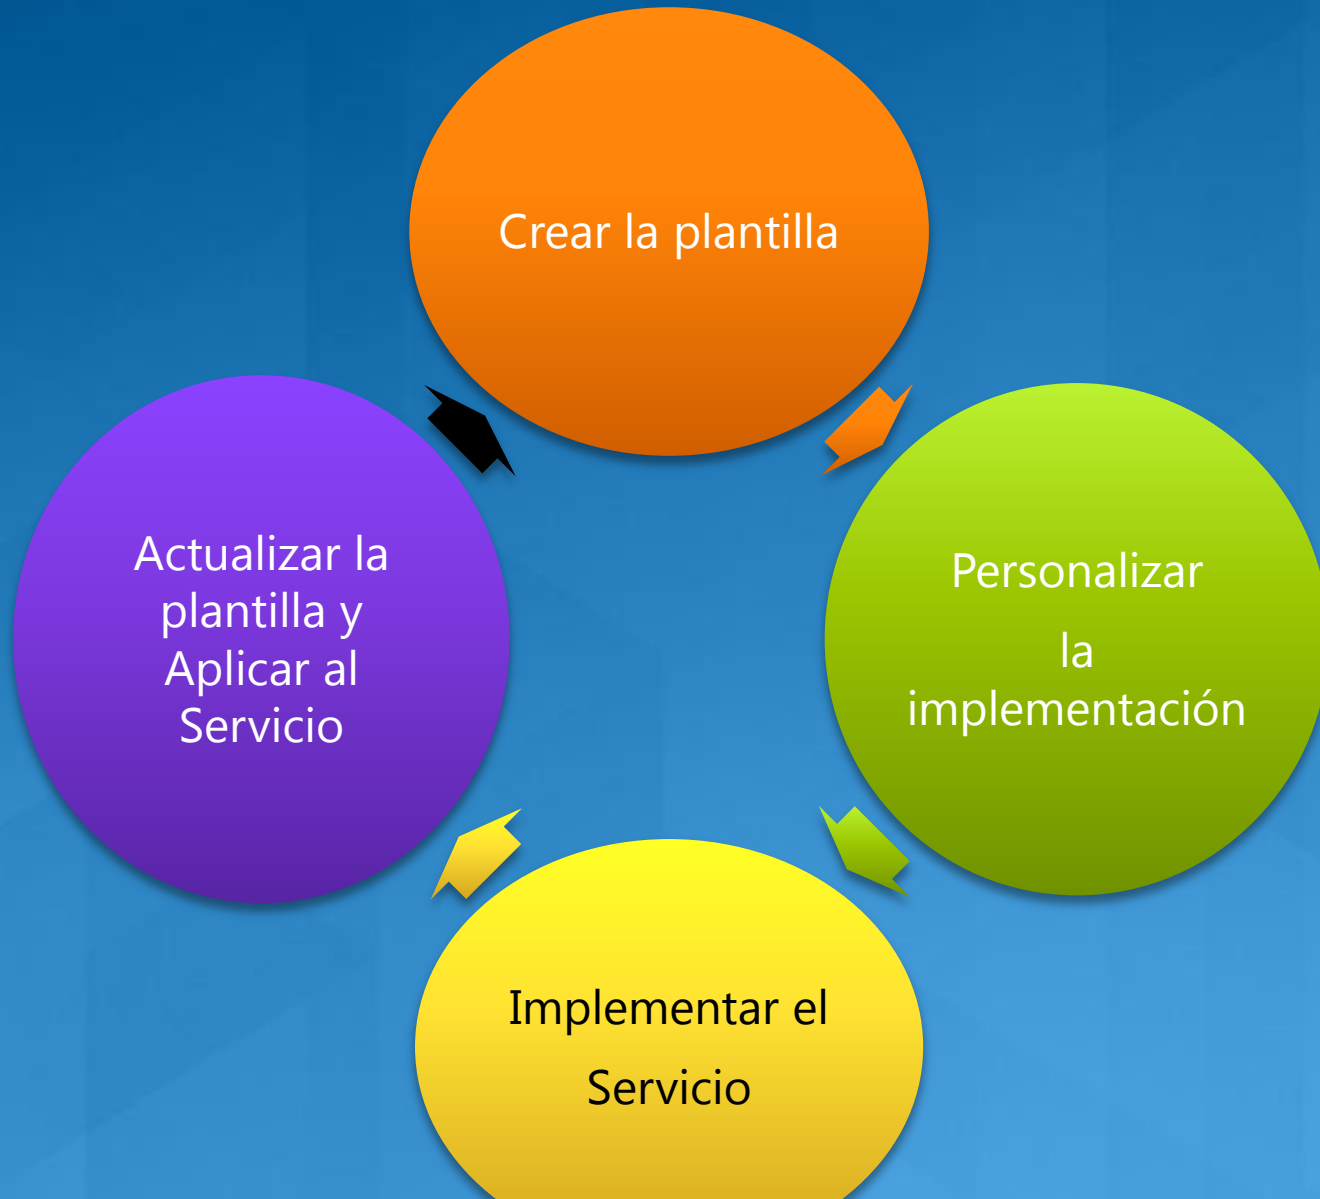 Crear la plantilla
Personalizar
la
implementación
Implementar el
Servicio
Actualizar la
plantilla y
Aplicar al
Servicio